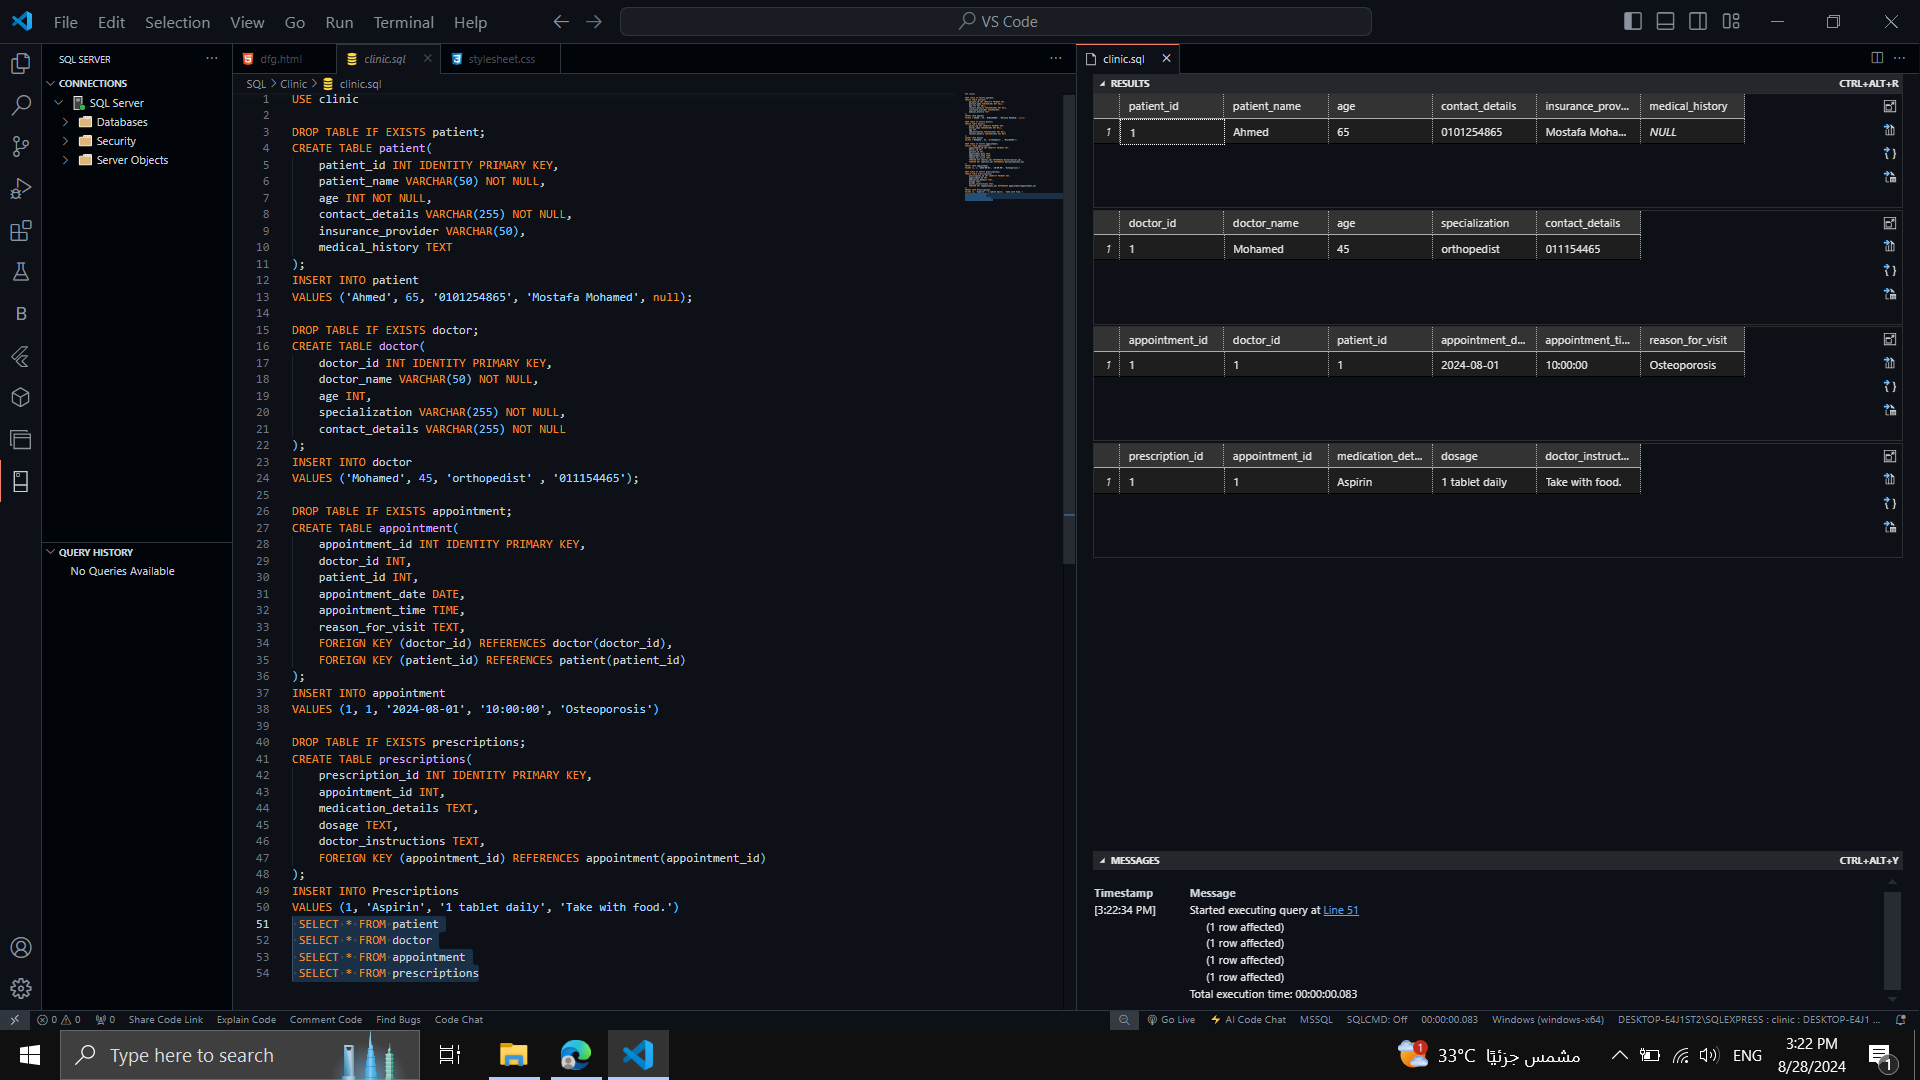 File Edit Selection View Go Run Terminal Help
VS Code
SQL SERVER
CONNECTIONS
SQL Server
Databases
Security
Server Objects
QUERY HISTORY
No Queries Available
dfg.html clinic.sql stylesheet.css
SQL > Clinic > clinic.sql
1 USE clinic
2
3 DROP TABLE IF EXISTS patient;
4 CREATE TABLE patient(
5 patient_id INT IDENTITY PRIMARY KEY,
6 patient_name VARCHAR(50) NOT NULL,
7 age INT NOT NULL,
8 contact_details VARCHAR(255) NOT NULL,
9 insurance_provider VARCHAR(50),
10 medical_history TEXT
11 );
12 INSERT INTO patient
13 VALUES ('Ahmed', 65, '0101254865', 'Mostafa Mohamed', null);
14
15 DROP TABLE IF EXISTS doctor;
16 CREATE TABLE doctor(
17 doctor_id INT IDENTITY PRIMARY KEY,
18 doctor_name VARCHAR(50) NOT NULL,
19 age INT,
20 specialization VARCHAR(255) NOT NULL,
21 contact_details VARCHAR(255) NOT NULL
22 );
23 INSERT INTO doctor
24 VALUES ('Mohamed', 45, 'orthopedist' , '011154465');
25
26 DROP TABLE IF EXISTS appointment;
27 CREATE TABLE appointment(
28 appointment_id INT IDENTITY PRIMARY KEY,
29 doctor_id INT,
30 patient_id INT,
31 appointment_date DATE,
32 appointment_time TIME,
33 reason_for_visit TEXT,
34 FOREIGN KEY (doctor_id) REFERENCES doctor(doctor_id),
35 FOREIGN KEY (patient_id) REFERENCES patient(patient_id)
36 );
37 INSERT INTO appointment
38 VALUES (1, 1, '2024-08-01', '10:00:00', 'Osteoporosis')
39
40 DROP TABLE IF EXISTS prescriptions;
41 CREATE TABLE prescriptions(
42 prescription_id INT IDENTITY PRIMARY KEY,
43 appointment_id INT,
44 medication_details TEXT,
45 dosage TEXT,
46 doctor_instructions TEXT,
47 FOREIGN KEY (appointment_id) REFERENCES appointment(appointment_id)
48 );
49 INSERT INTO Prescriptions
50 VALUES (1, 'Aspirin', '1 tablet daily', 'Take with food.')
51 SELECT * FROM patient
52 SELECT * FROM doctor
53 SELECT * FROM appointment
54 SELECT * FROM prescriptions
clinic.sql
RESULTS CTRL+ALT+R
patient_id patient_name age contact_details insurance_prov... medical_history
1 1 Ahmed 65 0101254865 Mostafa Moha... NULL
doctor_id doctor_name age specialization contact_details
1 1 Mohamed 45 orthopedist 011154465
appointment_id doctor_id patient_id appointment_d... appointment_ti... reason_for_visit
1 1 1 1 2024-08-01 10:00:00 Osteoporosis
prescription_id appointment_id medication_det... dosage doctor_instruct...
1 1 1 Aspirin 1 tablet daily Take with food.
MESSAGES CTRL+ALT+Y
Timestamp Message
[3:22:34 PM] Started executing query at Line 51
(1 row affected)
(1 row affected)
(1 row affected)
(1 row affected)
Total execution time: 00:00:00.083
0 0 0 Share Code Link Explain Code Comment Code Find Bugs Code Chat Go Live AI Code Chat MSSQL SQLCMD: Off 00:00:00.083 Windows (windows-x64) DESKTOP-E4J1ST2\SQLEXPRESS : clinic : DESKTOP-E4J1 ...
Type here to search
1 33°C مشمس جزئيًا ENG
3:22 PM
8/28/2024
1